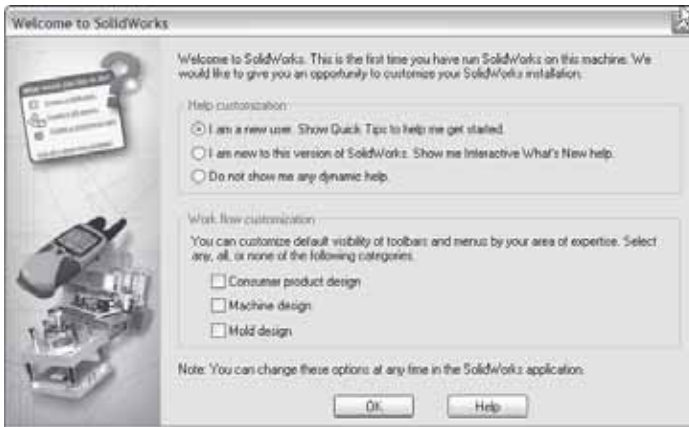 Welcome to SolidWorks
Welcome to SolidWorks. This is the first time you have run SolidWorks on this machine. We
would like to give you an opportunity to customize your SolidWorks installation.
Help customization
I am a new user. Show Quick Tips to help me get started.
I am new to this version of SolidWorks. Show me Interactive What's New help.
Do not show me any dynamic help.
Work flow customization
You can customize default visibility of toolbars and menus by your area of expertise. Select
any, all, or none of the following categories.
Consumer product design
Machine design
Mold design
Note: You can change these options at any time in the SolidWorks application.
OK
Help